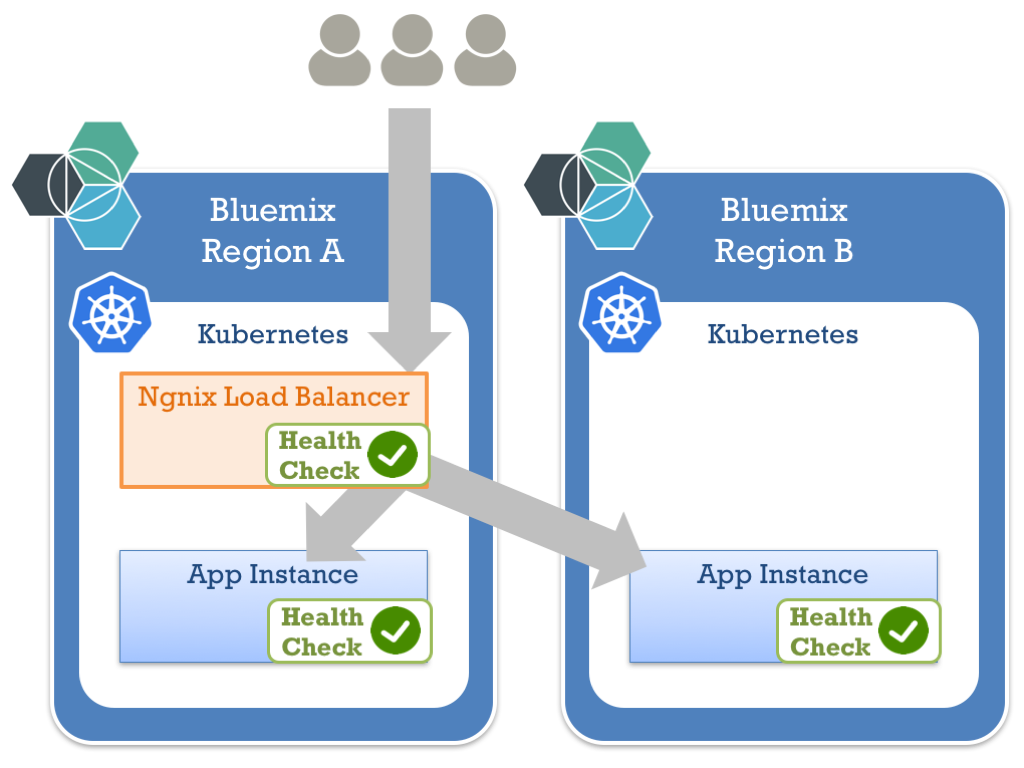 Bluemix
Region A
Kubernetes
Ngnix Load Balancer
Health
Check
App Instance
Health
Check
Bluemix
Region B
Kubernetes
App Instance
Health
Check